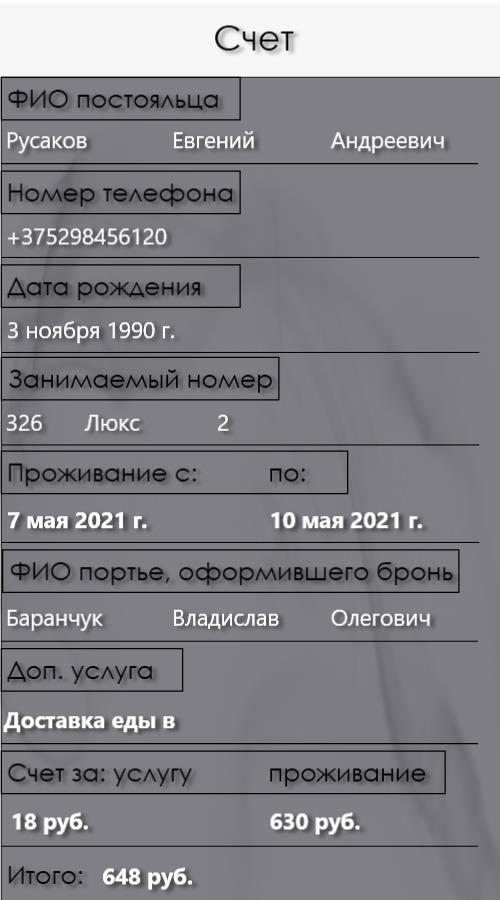 Счет
ФИО постояльца
Русаков Евгений Андреевич
Номер телефона
+375298456120
Дата рождения
3 ноября 1990 г.
Занимаемый номер
326 Люкс 2
Проживание с: по:
7 мая 2021 г. 10 мая 2021 г.
ФИО портье, оформившего бронь
Баранчук Владислав Олегович
Доп. услуга
Доставка еды в
Счет за: услугу проживание
18 руб. 630 руб.
Итого: 648 руб.